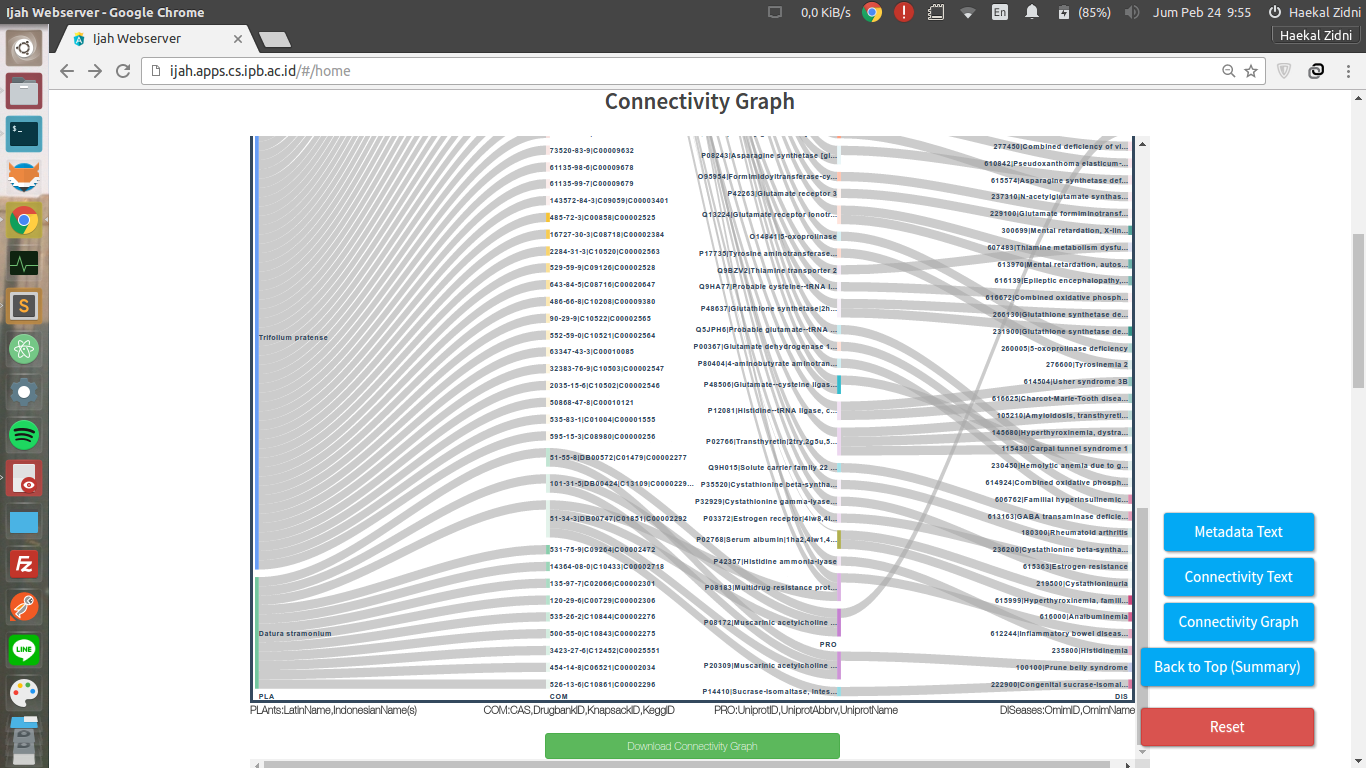 Ijah Webserver - Google Chrome
0,0 KiB/s
En
(85%)
Jum Peb 24 9:55
Haekal Zidni
Ijah Webserver
Haekal Zidni
ijah.apps.cs.ipb.ac.id/#/home
Connectivity Graph
Trifolium pratense
Datura stramonium
PLA
73520-83-9|C00009632
61135-98-6|C00009678
61135-99-7|C00009679
143572-84-3|C09059|C00003401
485-72-3|C00858|C00002525
16727-30-3|C08718|C00002384
2284-31-3|C10520|C00002563
529-59-9|C09126|C00002528
643-84-5|C08716|C00020647
486-66-8|C10208|C00009380
90-29-9|C10522|C00002565
552-59-0|C10521|C00002564
63347-43-3|C00010085
32383-76-9|C10503|C00002547
2035-15-6|C10502|C00002546
50868-47-8|C00010121
535-83-1|C01004|C00001555
595-15-3|C08980|C00000256
51-55-8|DB00572|C01479|C00002277
101-31-5|DB00424|C13109|C0000229...
51-34-3|DB00747|C01851|C00002292
531-75-9|C09264|C00002472
14364-08-0|C10433|C00002718
135-97-7|C02066|C00002301
120-29-6|C00729|C00002306
535-26-2|C10844|C00002276
500-55-0|C10843|C00002275
3423-27-6|C12452|C00025551
454-14-8|C06521|C00002034
526-13-6|C10861|C00002296
COM
P08243|Asparagine synthetase [gl...
O95954|Formimidoyltransferase-cy...
P42263|Glutamate receptor 3
Q13224|Glutamate receptor ionotr...
O14841|5-oxoprolinase
P17735|Tyrosine aminotransferase...
Q9BZV2|Thiamine transporter 2
Q9HA77|Probable cysteine--tRNA l...
P48637|Glutathione synthetase|2h...
Q5JPH6|Probable glutamate--tRNA ...
P00367|Glutamate dehydrogenase 1...
P80404|4-aminobutyrate aminotran...
P48506|Glutamate--cysteine ligas...
P12081|Histidine--tRNA ligase, c...
P02766|Transthyretin|2try,2g5u,5...
Q9H015|Solute carrier family 22 ...
P35520|Cystathionine beta-syntha...
P32929|Cystathionine gamma-lyase...
P03372|Estrogen receptor|4iw8,4i...
P02768|Serum albumin|1ha2,4iw1,4...
P42357|Histidine ammonia-lyase
P08183|Multidrug resistance prot...
P08172|Muscarinic acetylcholine ...
PRO
P20309|Muscarinic acetylcholine ...
P14410|Sucrase-isomaltase, intes...
277450|Combined deficiency of vi...
610842|Pseudoxanthoma elasticum-...
615574|Asparagine synthetase def...
237310|N-acetylglutamate synthas...
229100|Glutamate formiminotransf...
300699|Mental retardation, X-lin...
607483|Thiamine metabolism dysfu...
613970|Mental retardation, autos...
616139|Epileptic encephalopathy,...
616672|Combined oxidative phosph...
266130|Glutathione synthetase de...
231900|Glutathione synthetase de...
260005|5-oxoprolinase deficiency
276600|Tyrosinemia 2
614504|Usher syndrome 3B
616625|Charcot-Marie-Tooth disea...
105210|Amyloidosis, transthyreti...
145680|Hyperthyroxinemia, dystra...
115430|Carpal tunnel syndrome 1
230450|Hemolytic anemia due to g...
614924|Combined oxidative phosph...
606762|Familial hyperinsulinemic...
613163|GABA transaminase deficie...
180300|Rheumatoid arthritis
236200|Cystathionine beta-syntha...
615363|Estrogen resistance
219500|Cystathioninuria
615999|Hyperthyroxinemia, famili...
616000|Analbuminemia
612244|Inflammatory bowel diseas...
235800|Histidinemia
100100|Prune belly syndrome
222900|Congenital sucrase-isomal...
DIS
PLAnts:LatinName,IndonesianName(s)
COM:CAS,DrugbankID,KnapsackID,KeggID
PRO:UniprotID,UniprotAbbrv,UniprotName
DISeases:OmimID,OmimName
Download Connectivity Graph
Metadata Text
Connectivity Text
Connectivity Graph
Back to Top (Summary)
Reset